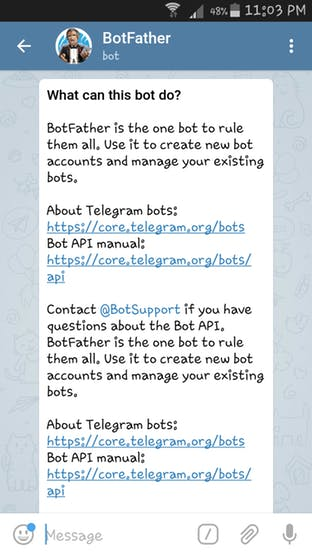 48% 11:03 PM
BotFather
bot
What can this bot do?
BotFather is the one bot to rule
them all. Use it to create new bot
accounts and manage your existing
bots.
About Telegram bots:
https://core.telegram.org/bots
Bot API manual:
https://core.telegram.org/bots/
api
Contact @BotSupport if you have
questions about the Bot API.
BotFather is the one bot to rule
them all. Use it to create new bot
accounts and manage your existing
bots.
About Telegram bots:
https://core.telegram.org/bots
Bot API manual:
https://core.telegram.org/bots/
api
Message